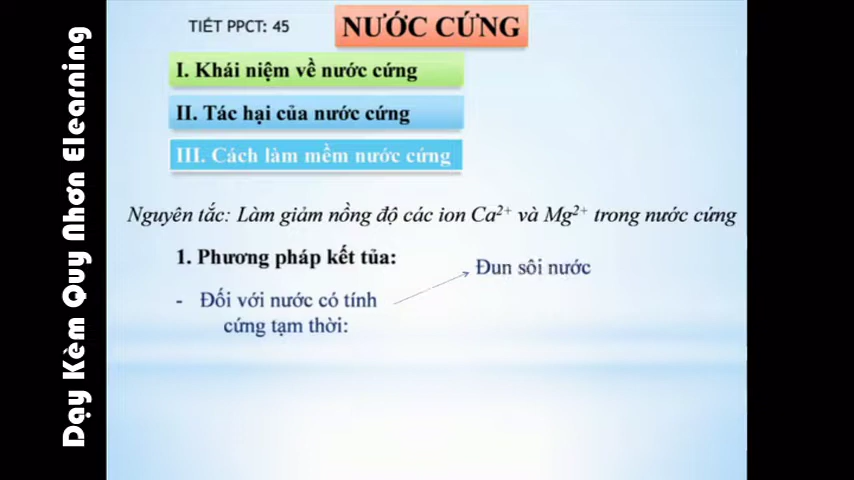 Dạy Kèm Quy Nhơn Elearning
TIẾT PPCT: 45
NƯỚC CỨNG
I. Khái niệm về nước cứng
II. Tác hại của nước cứng
III. Cách làm mềm nước cứng
Nguyên tắc: Làm giảm nồng độ các ion Ca²⁺ và Mg²⁺ trong nước cứng
1. Phương pháp kết tủa:
Đun sôi nước
- Đối với nước có tính
cứng tạm thời: